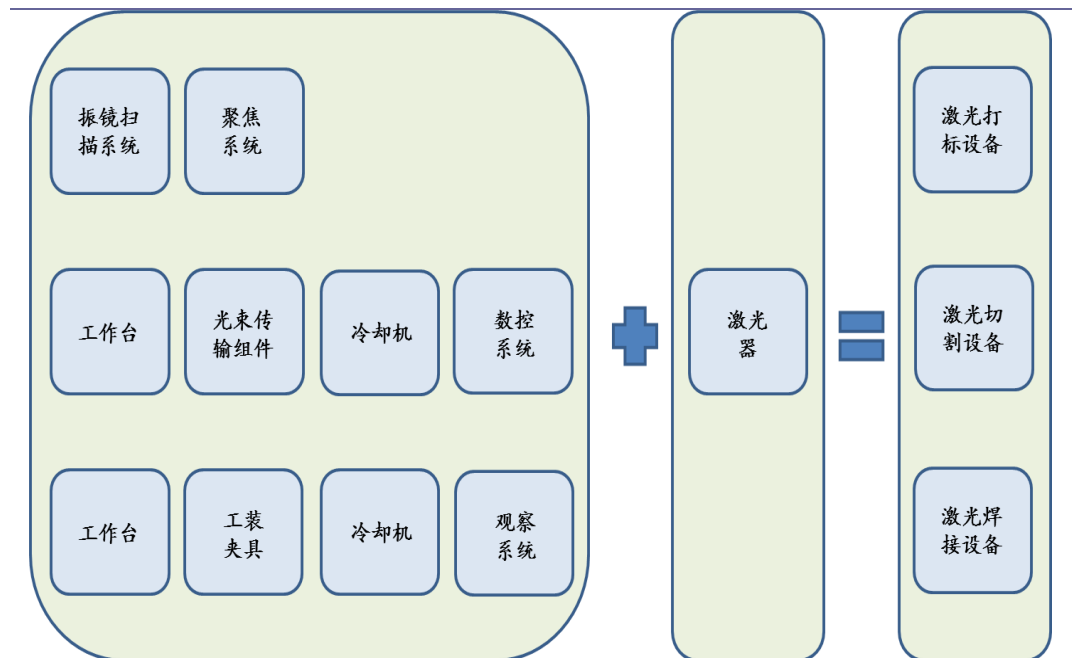 振镜扫
描系统
聚焦
系统
激光打
标设备
工作台
光束传
输组件
冷却机
数控
系统
激光
器
激光切
割设备
工作台
工装
夹具
冷却机
观察
系统
激光焊
接设备